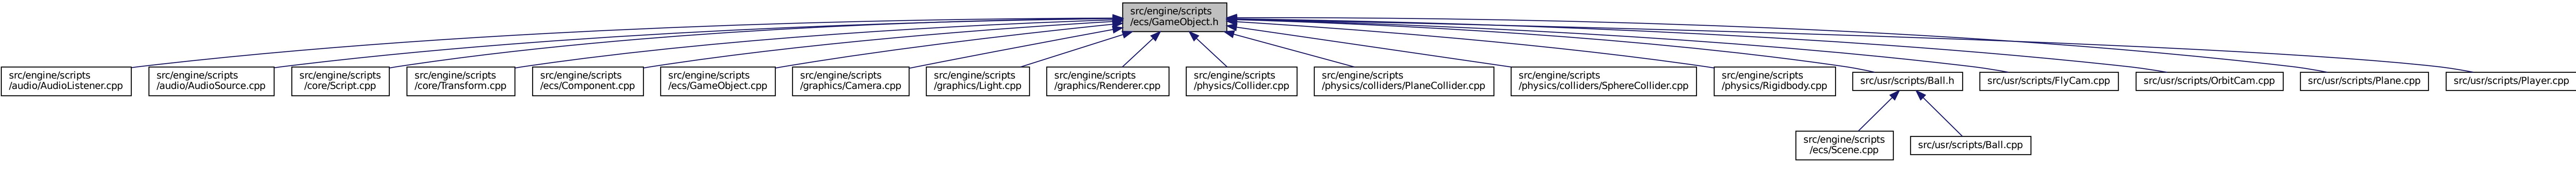 src/engine/scripts
/ecs/GameObject.h
src/engine/scripts
/audio/AudioListener.cpp
src/engine/scripts
/audio/AudioSource.cpp
src/engine/scripts
/core/Script.cpp
src/engine/scripts
/core/Transform.cpp
src/engine/scripts
/ecs/Component.cpp
src/engine/scripts
/ecs/GameObject.cpp
src/engine/scripts
/graphics/Camera.cpp
src/engine/scripts
/graphics/Light.cpp
src/engine/scripts
/graphics/Renderer.cpp
src/engine/scripts
/physics/Collider.cpp
src/engine/scripts
/physics/colliders/PlaneCollider.cpp
src/engine/scripts
/physics/colliders/SphereCollider.cpp
src/engine/scripts
/physics/Rigidbody.cpp
src/usr/scripts/Ball.h
src/usr/scripts/FlyCam.cpp
src/usr/scripts/OrbitCam.cpp
src/usr/scripts/Plane.cpp
src/usr/scripts/Player.cpp
src/engine/scripts
/ecs/Scene.cpp
src/usr/scripts/Ball.cpp